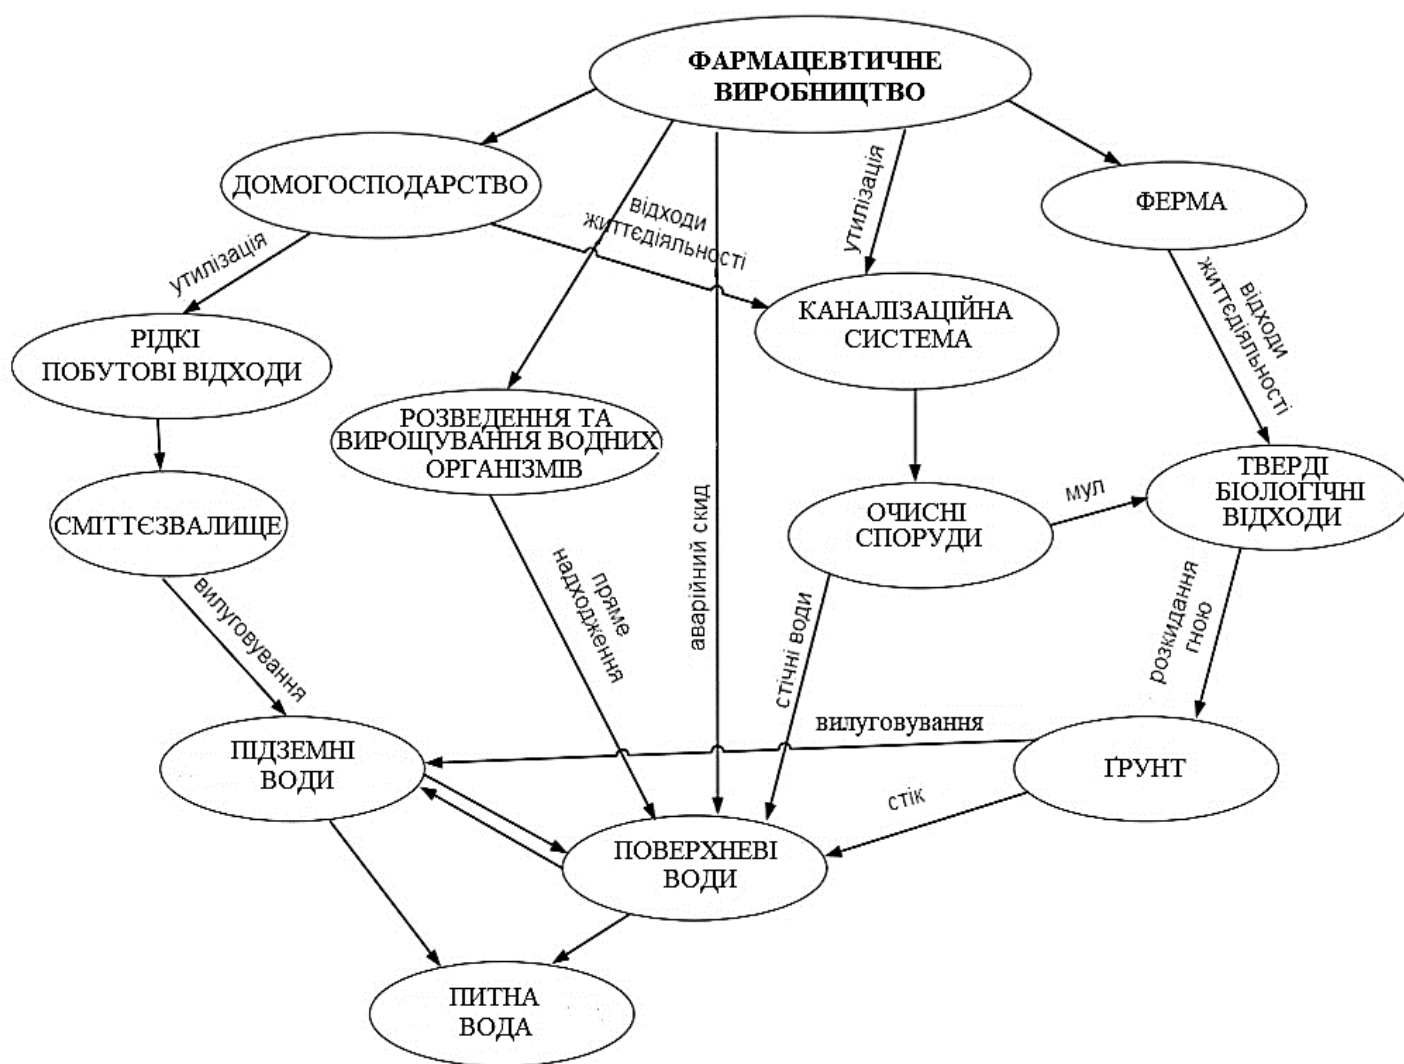 ФАРМАЦЕВТИЧНЕ
ВИРОБНИЦТВО
ДОМОГОСПОДАРСТВО
ФЕРМА
утилізація
відходи
життєдіяльності
утилізація
відходи
життєдіяльності
РІДКІ
ПОБУТОВІ ВІДХОДИ
КАНАЛІЗАЦІЙНА
СИСТЕМА
РОЗВЕДЕННЯ ТА
ВИРОЩУВАННЯ ВОДНИХ
ОРГАНІЗМІВ
СМІТТЄЗВАЛИЩЕ
аварійний скид
ОЧИСНІ
СПОРУДИ
мул
ТВЕРДІ
БІОЛОГІЧНІ
ВІДХОДИ
вилуговування
пряме
надходження
стічні води
розкидання
гною
вилуговування
ПІДЗЕМНІ
ВОДИ
ҐРУНТ
стік
ПОВЕРХНЕВІ
ВОДИ
ПИТНА
ВОДА